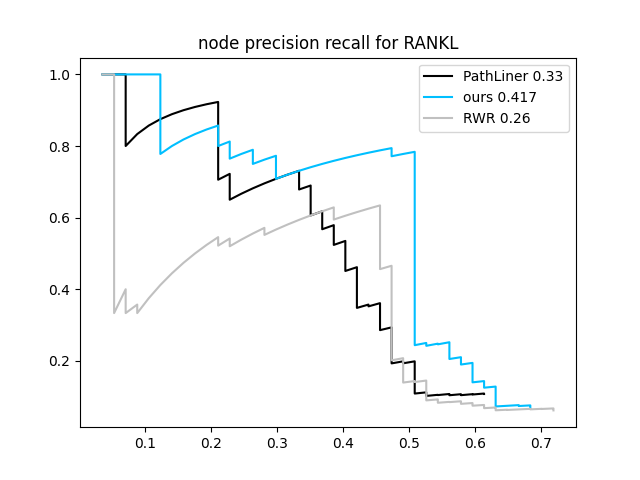 node precision recall for RANKL
PathLiner 0.33
ours 0.417
RWR 0.26
1.0
0.8
0.6
0.4
0.2
0.1 0.2 0.3 0.4 0.5 0.6 0.7